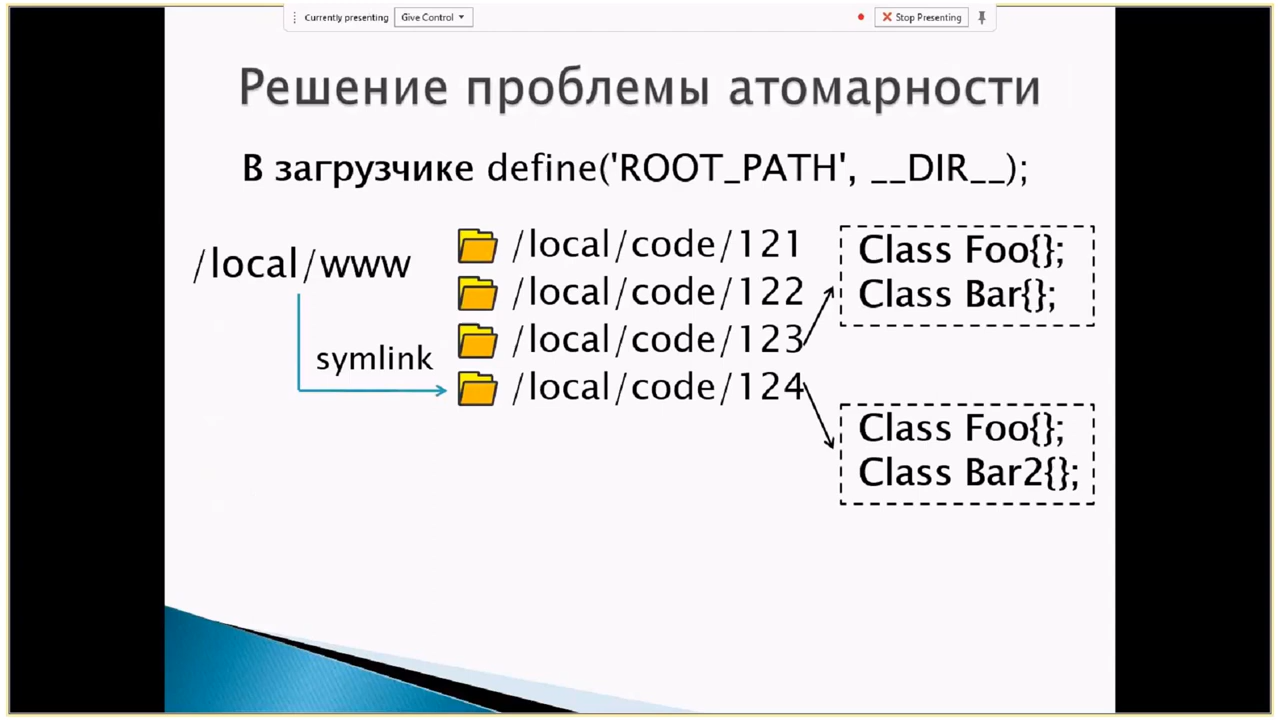 Currently presenting
Give Control
Stop Presenting
Решение проблемы атомарности
В загрузчике define('ROOT_PATH', __DIR__);
/local/www
symlink
/local/code/121
/local/code/122
/local/code/123
/local/code/124
Class Foo{};
Class Bar{};
Class Foo{};
Class Bar2{};